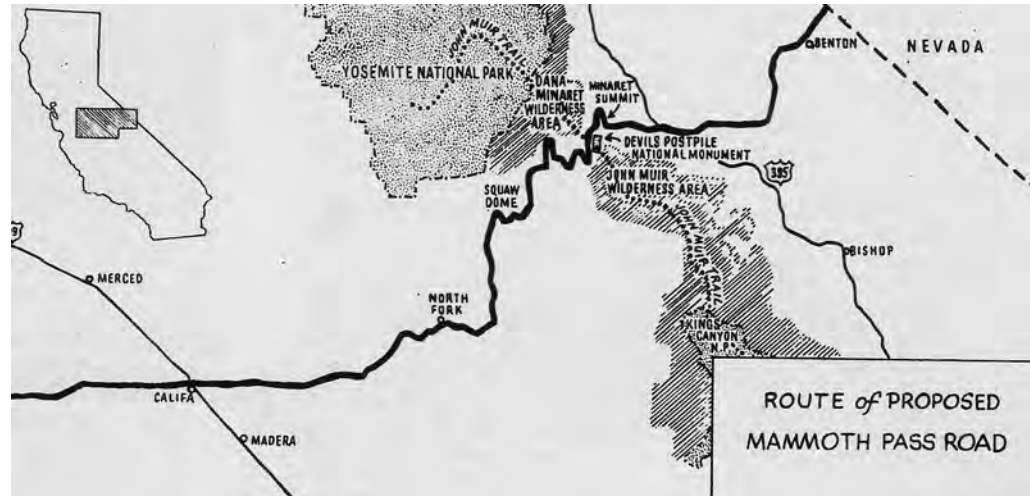 JOHN MUIR TRAIL
YOSEMITE NATIONAL PARK
DANA
MINARET
WILDERNESS
AREA
MINARET
SUMMIT
BENTON
NEVADA
DEVILS POSTPILE
NATIONAL MONUMENT
JOHN MUIR
WILDERNESS AREA
395
SQUAW
DOME
JOHN MUIR TRAIL
BISHOP
9
MERCED
NORTH
FORK
KINGS
CANYON
N.P.
CALIFA
MADERA
ROUTE of PROPOSED
MAMMOTH PASS ROAD